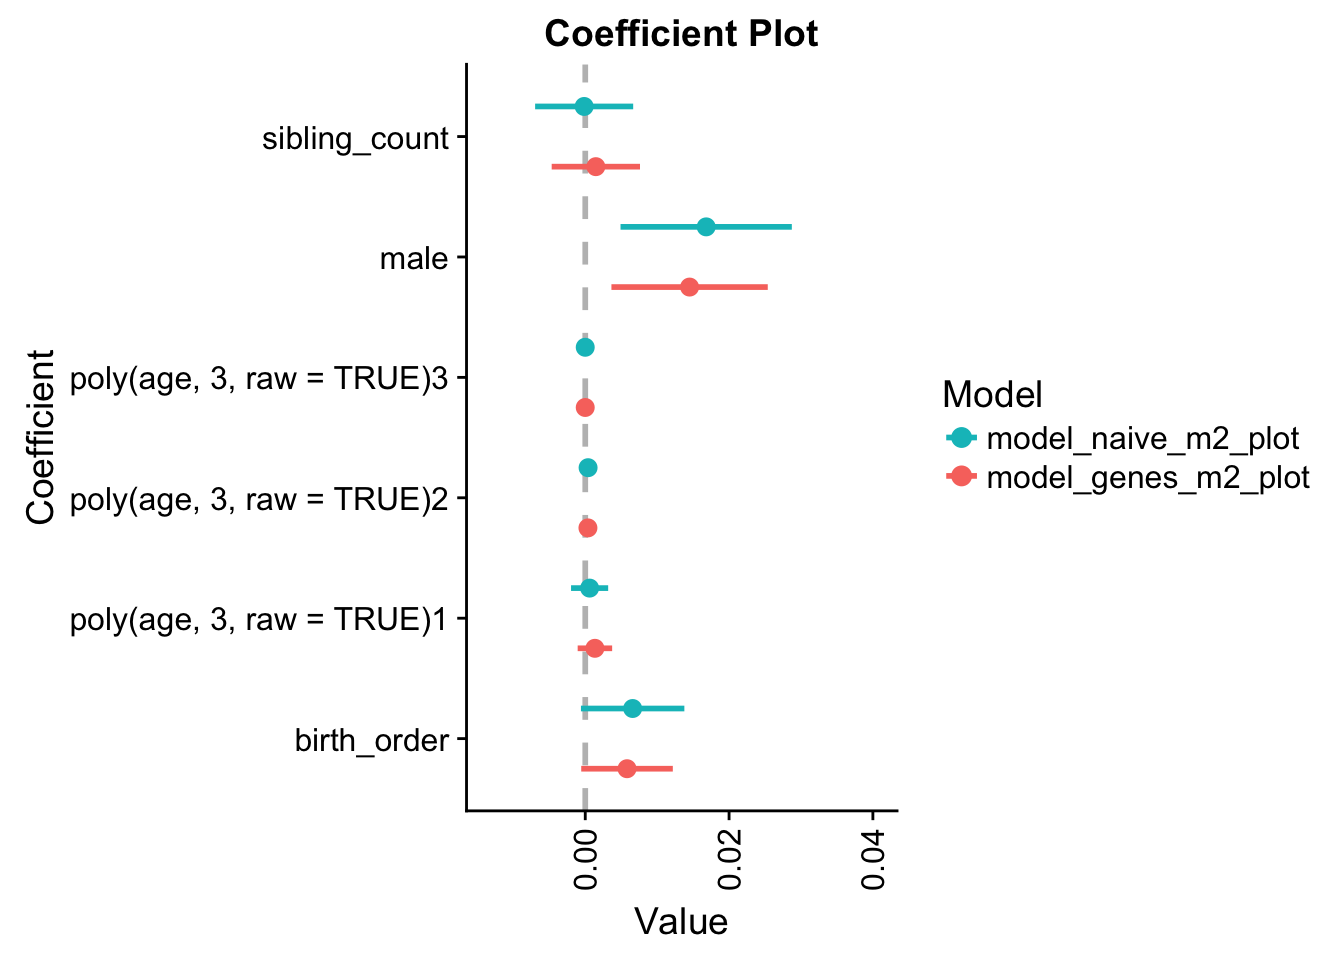 Coefficient Plot
sibling_count
male
poly(age, 3, raw = TRUE)3
poly(age, 3, raw = TRUE)2
poly(age, 3, raw = TRUE)1
birth_order
Coefficient
0.00
0.02
0.04
Value
Model
model_naive_m2_plot
model_genes_m2_plot